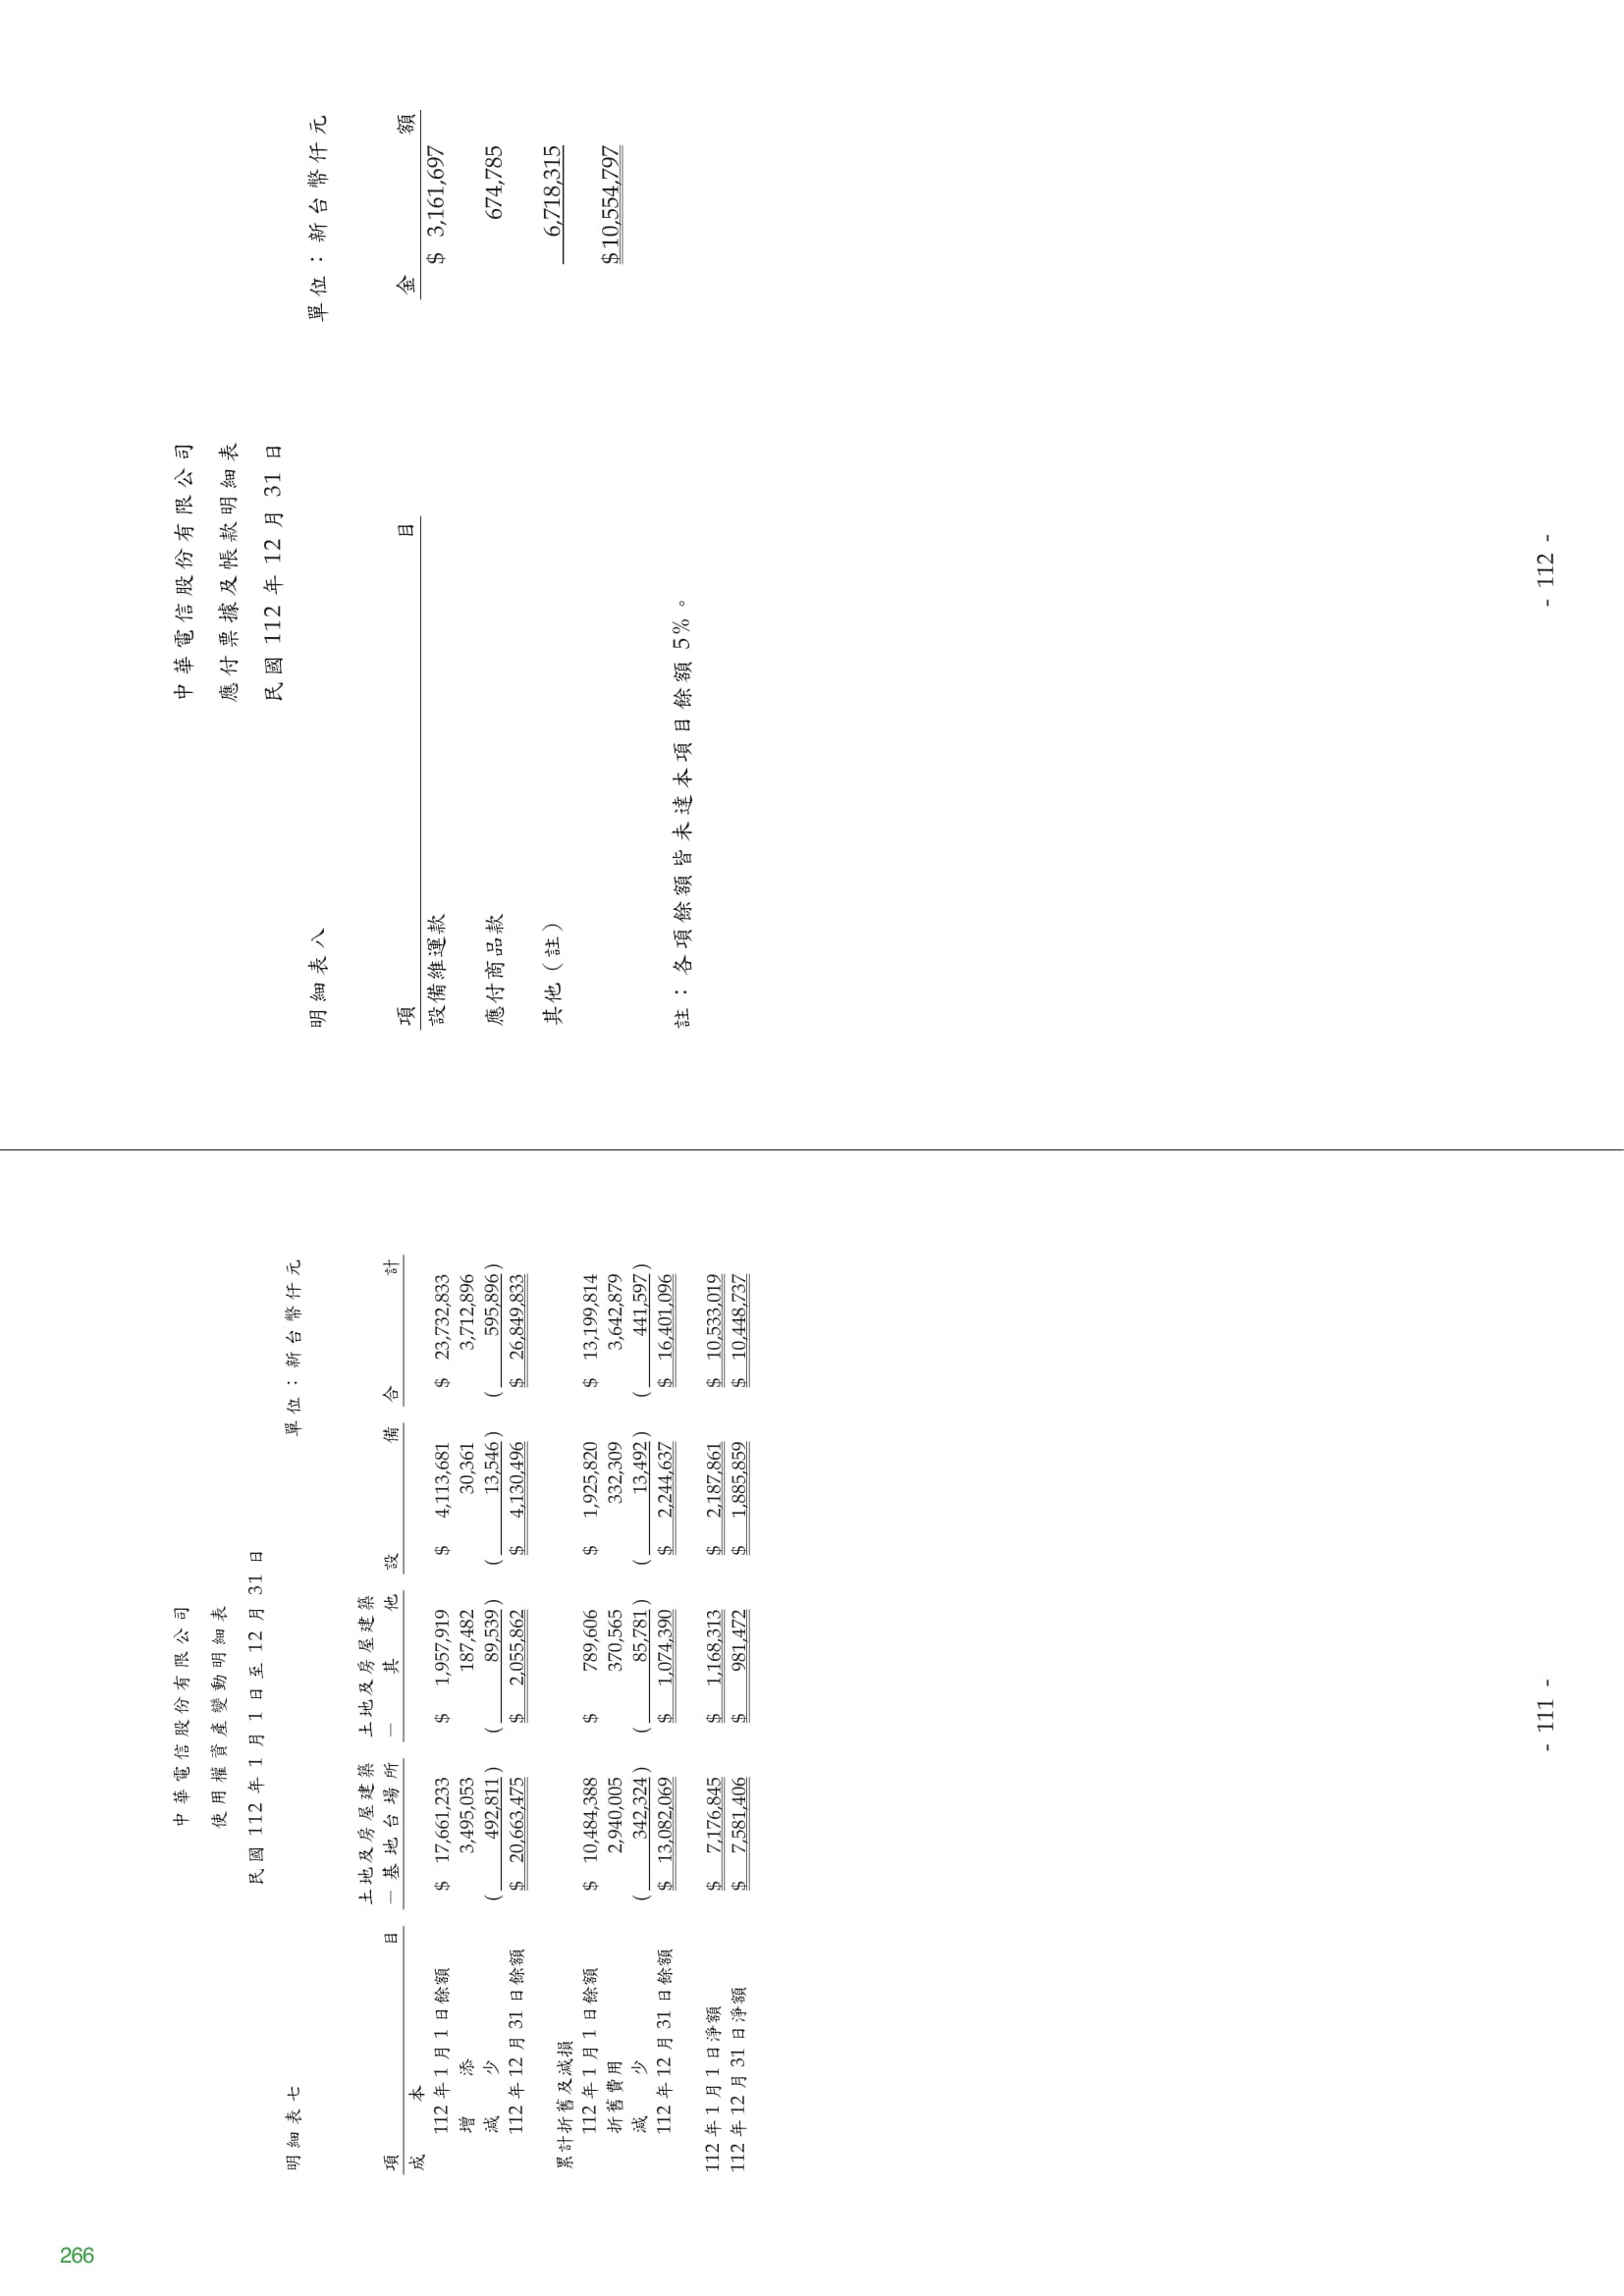 中華電信股份有限公司
使用權資產變動明細表
民國 112 年 1 月 1 日至 12 月 31 日
明細表七 單位：新台幣仟元
土地及房屋建築 土地及房屋建築
項目 －基地台場所 －其他 設備 合計
成本
112 年 1 月 1 日餘額 $ 17,661,233 $ 1,957,919 $ 4,113,681 $ 23,732,833
增添 3,495,053 187,482 30,361 3,712,896
減少 ( 492,811 ) ( 89,539 ) ( 13,546 ) ( 595,896 )
112 年 12 月 31 日餘額 $ 20,663,475 $ 2,055,862 $ 4,130,496 $ 26,849,833
累計折舊及減損
112 年 1 月 1 日餘額 $ 10,484,388 $ 789,606 $ 1,925,820 $ 13,199,814
折舊費用 2,940,005 370,565 332,309 3,642,879
減少 ( 342,324 ) ( 85,781 ) ( 13,492 ) ( 441,597 )
112 年 12 月 31 日餘額 $ 13,082,069 $ 1,074,390 $ 2,244,637 $ 16,401,096
112 年 1 月 1 日淨額 $ 7,176,845 $ 1,168,313 $ 2,187,861 $ 10,533,019
112 年 12 月 31 日淨額 $ 7,581,406 $ 981,472 $ 1,885,859 $ 10,448,737
- 111 -
中華電信股份有限公司
應付票據及帳款明細表
民國 112 年 12 月 31 日
明細表八 單位：新台幣仟元
項目 金額
設備維運款 $ 3,161,697
應付商品款 674,785
其他（註） 6,718,315
$ 10,554,797
註：各項餘額皆未達本項目餘額 5%。
- 112 -
266